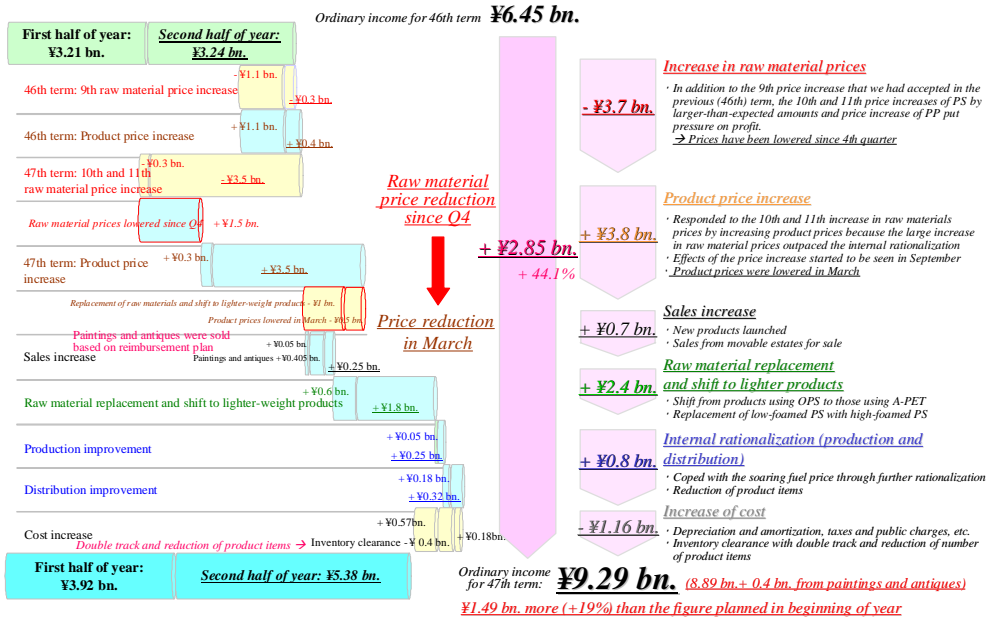 Ordinary income for 46th term ¥6.45 bn.
First half of year:
¥3.21 bn.
Second half of year:
¥3.24 bn.
- ¥1.1 bn.
46th term: 9th raw material price increase
- ¥0.3 bn.
+ ¥1.1 bn.
46th term: Product price increase
+ ¥0.4 bn.
- ¥0.3 bn.
47th term: 10th and 11th
raw material price increase
- ¥3.5 bn.
Raw material prices lowered since Q4 + ¥1.5 bn.
+ ¥0.3 bn.
47th term: Product price
increase
+ ¥3.5 bn.
Replacement of raw materials and shift to lighter-weight products - ¥1 bn.
Product prices lowered in March - ¥0.5 bn.
Paintings and antiques were sold
based on reimbursement plan
+ ¥0.05 bn.
Sales increase
Paintings and antiques +¥0.405 bn.
+ ¥0.25 bn.
+ ¥0.6 bn.
Raw material replacement and shift to lighter-weight products
+ ¥1.8 bn.
+ ¥0.05 bn.
Production improvement
+ ¥0.25 bn.
+ ¥0.18 bn.
Distribution improvement
+ ¥0.32 bn.
+ ¥0.57bn.
Cost increase
+ ¥0.18bn.
Double track and reduction of product items → Inventory clearance - ¥ 0.4 bn.
First half of year:
¥3.92 bn.
Second half of year: ¥5.38 bn.
Raw material
price reduction
since Q4
Price reduction
in March
+ ¥2.85 bn.
+ 44.1%
- ¥3.7 bn.
Increase in raw material prices
· In addition to the 9th price increase that we had accepted in the
previous (46th) term, the 10th and 11th price increases of PS by
larger-than-expected amounts and price increase of PP put
pressure on profit.
→ Prices have been lowered since 4th quarter
+ ¥3.8 bn.
Product price increase
· Responded to the 10th and 11th increase in raw materials
prices by increasing product prices because the large increase
in raw material prices outpaced the internal rationalization
· Effects of the price increase started to be seen in September
· Product prices were lowered in March
+ ¥0.7 bn.
Sales increase
· New products launched
· Sales from movable estates for sale
+ ¥2.4 bn.
Raw material replacement
and shift to lighter products
· Shift from products using OPS to those using A-PET
· Replacement of low-foamed PS with high-foamed PS
+ ¥0.8 bn.
Internal rationalization (production and
distribution)
· Coped with the soaring fuel price through further rationalization
· Reduction of product items
- ¥1.16 bn.
Increase of cost
· Depreciation and amortization, taxes and public charges, etc.
· Inventory clearance with double track and reduction of number
of product items
Ordinary income
for 47th term:
¥9.29 bn. (8.89 bn.+ 0.4 bn. from paintings and antiques)
¥1.49 bn. more (+19%) than the figure planned in beginning of year